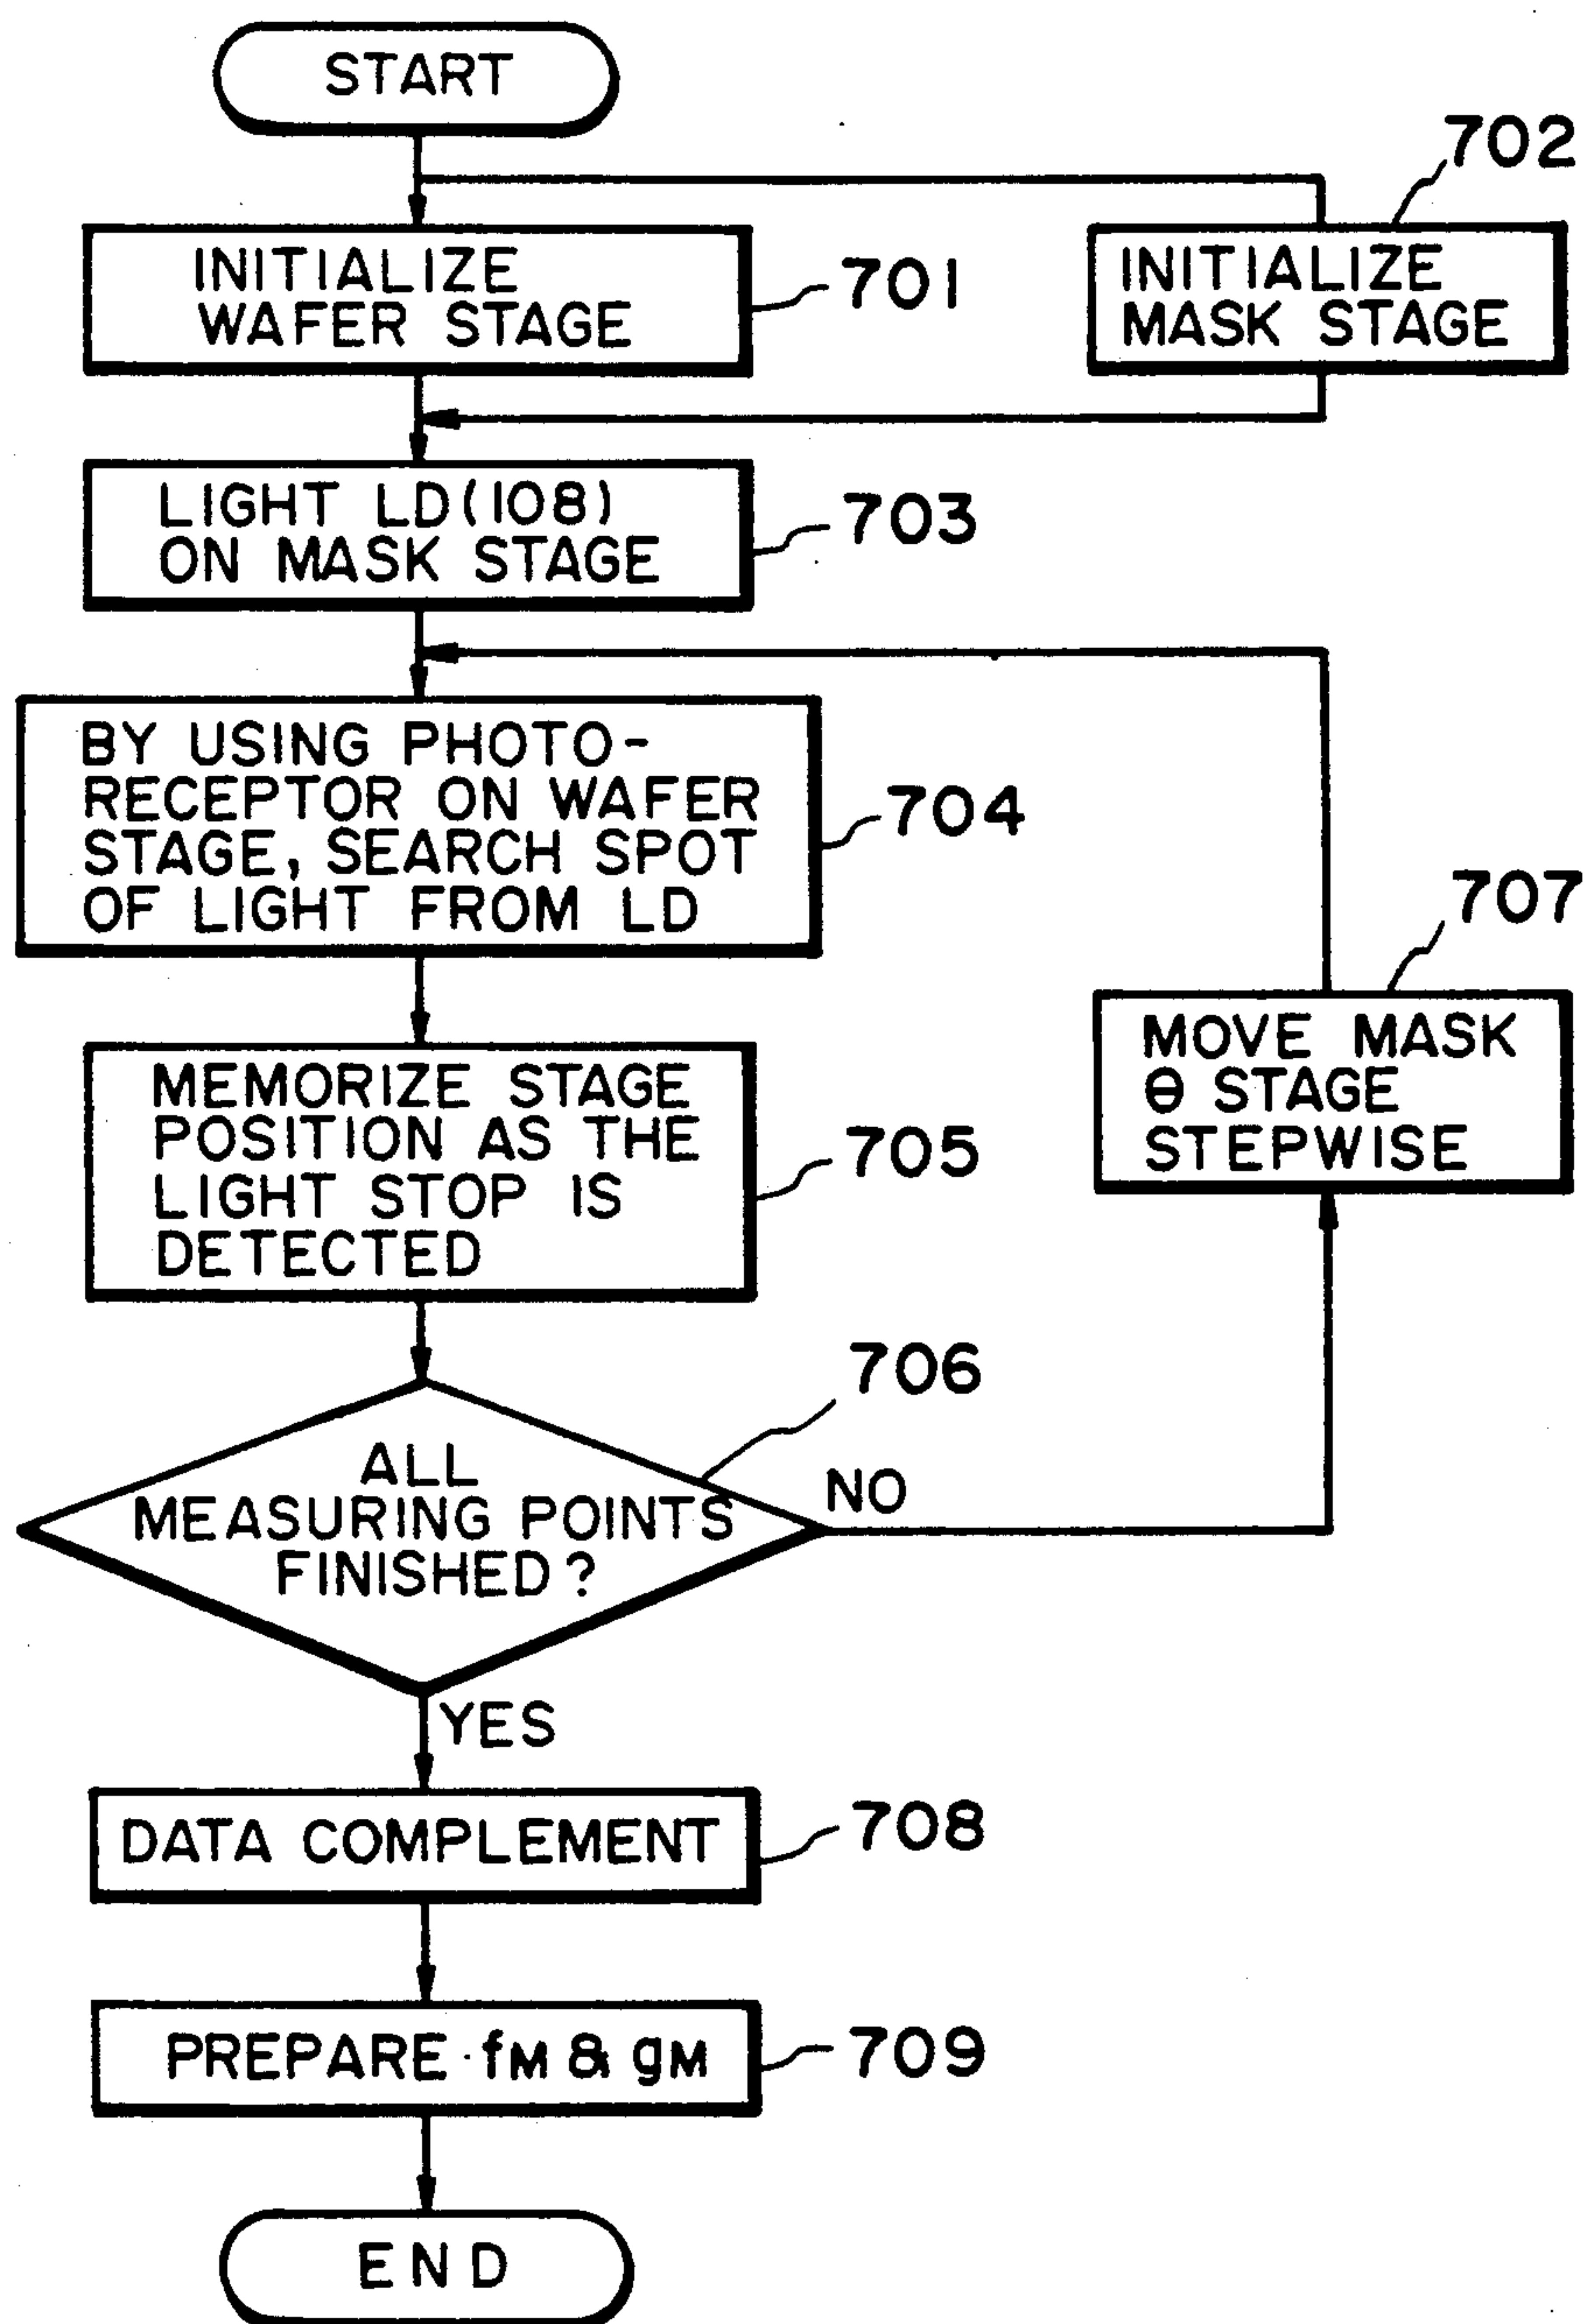 START
702
INITIALIZE
WAFER STAGE
701
INITIALIZE
MASK STAGE
LIGHT LD(108)
ON MASK STAGE
703
BY USING PHOTO-
RECEPTOR ON WAFER
STAGE, SEARCH SPOT
OF LIGHT FROM LD
704
707
MOVE MASK
θ STAGE
STEPWISE
MEMORIZE STAGE
POSITION AS THE
LIGHT STOP IS
DETECTED
705
706
ALL
MEASURING POINTS
FINISHED?
NO
YES
DATA COMPLEMENT
708
PREPARE fM & gM
709
END